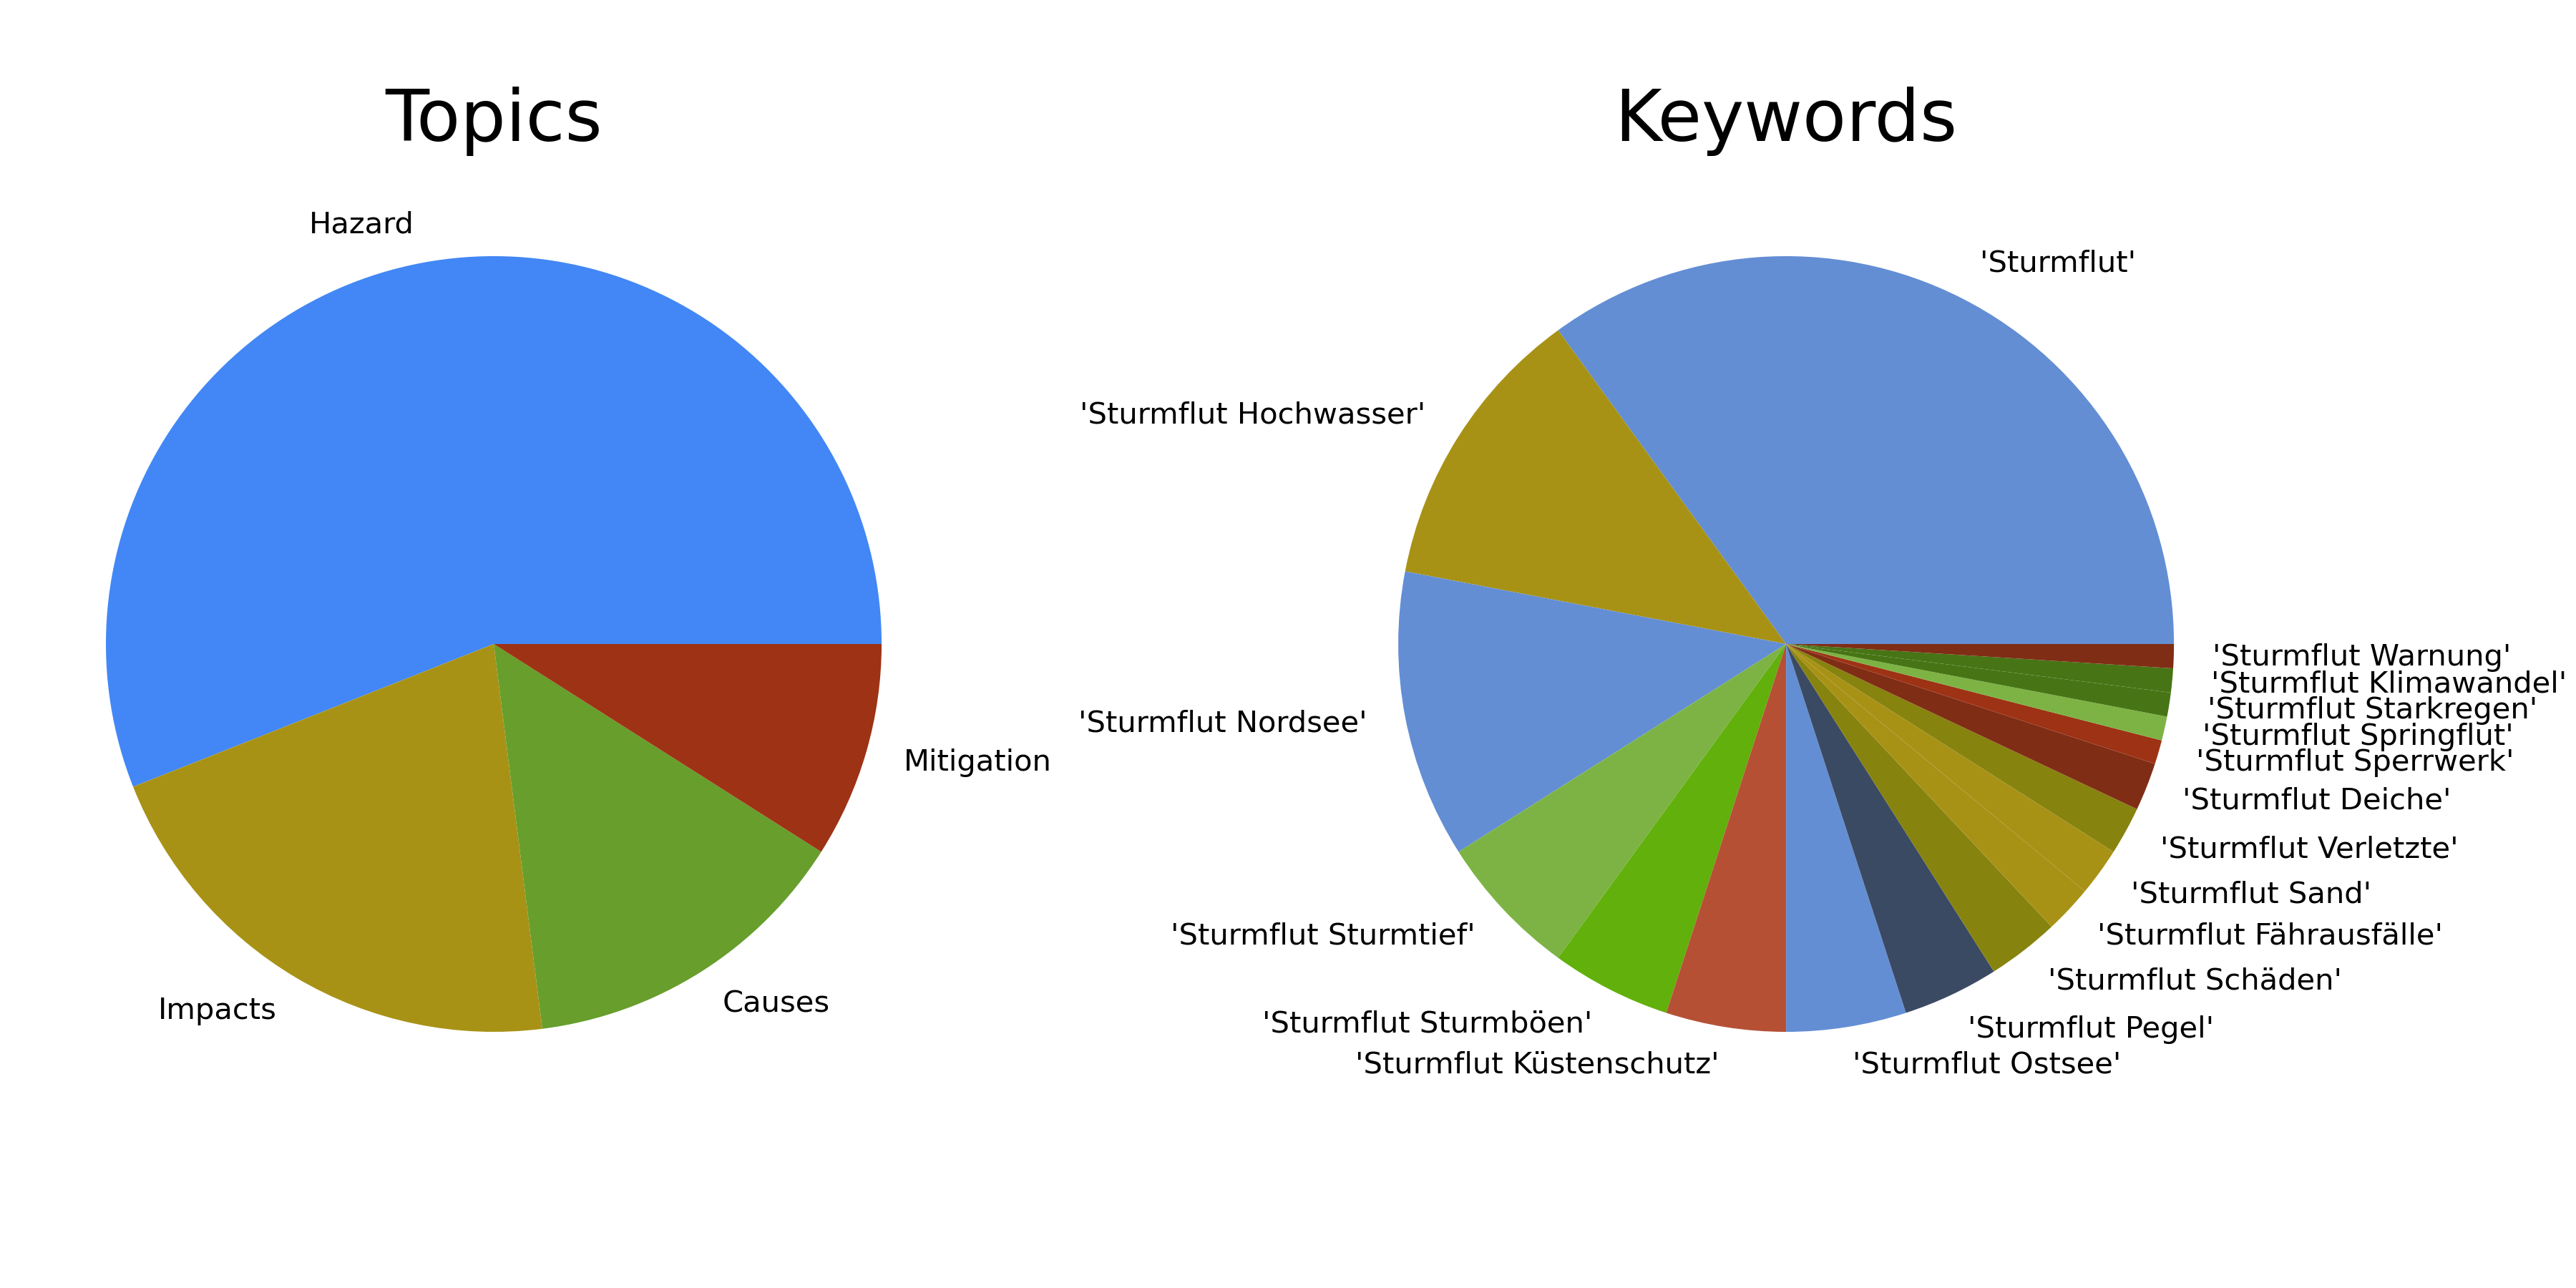 Topics
Hazard
Impacts
Causes
Mitigation
Keywords
'Sturmflut'
'Sturmflut Hochwasser'
'Sturmflut Nordsee'
'Sturmflut Sturmtief'
'Sturmflut Sturmböen'
'Sturmflut Küstenschutz'
'Sturmflut Ostsee'
'Sturmflut Pegel'
'Sturmflut Schäden'
'Sturmflut Fährausfälle'
'Sturmflut Sand'
'Sturmflut Verletzte'
'Sturmflut Deiche'
'Sturmflut Sperrwerk'
'Sturmflut Springflut'
'Sturmflut Starkregen'
'Sturmflut Klimawandel'
'Sturmflut Warnung'